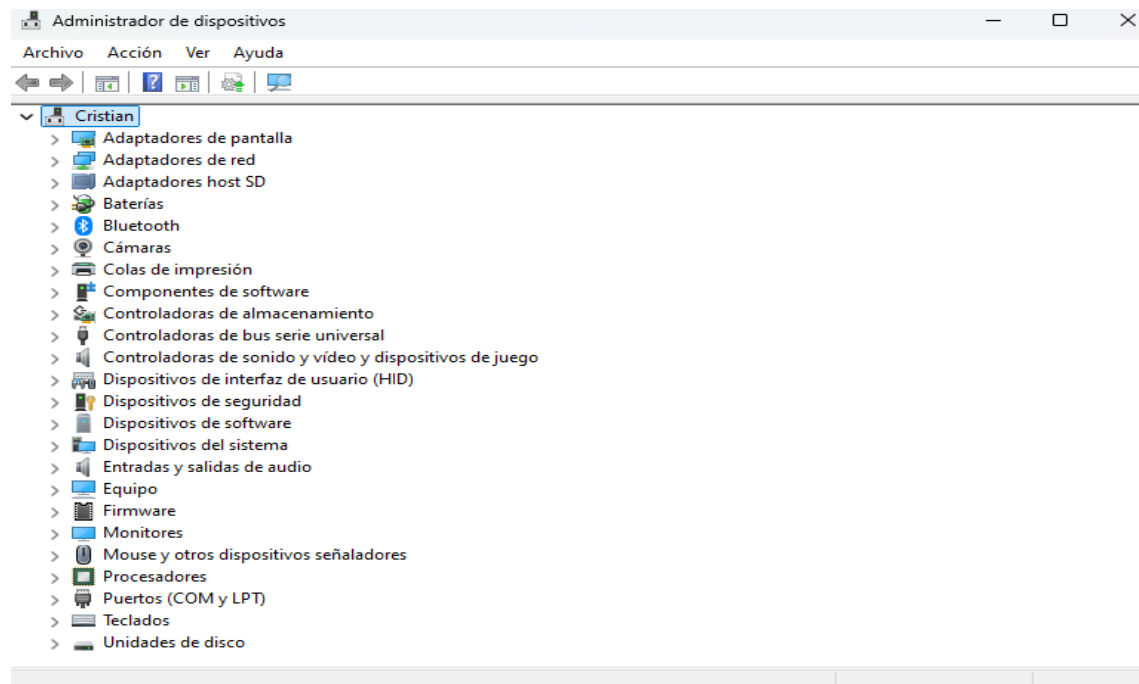 Administrador de dispositivos
Archivo Acción Ver Ayuda
Cristian
Adaptadores de pantalla
Adaptadores de red
Adaptadores host SD
Baterías
Bluetooth
Cámaras
Colas de impresión
Componentes de software
Controladoras de almacenamiento
Controladoras de bus serie universal
Controladoras de sonido y vídeo y dispositivos de juego
Dispositivos de interfaz de usuario (HID)
Dispositivos de seguridad
Dispositivos de software
Dispositivos del sistema
Entradas y salidas de audio
Equipo
Firmware
Monitores
Mouse y otros dispositivos señaladores
Procesadores
Puertos (COM y LPT)
Teclados
Unidades de disco